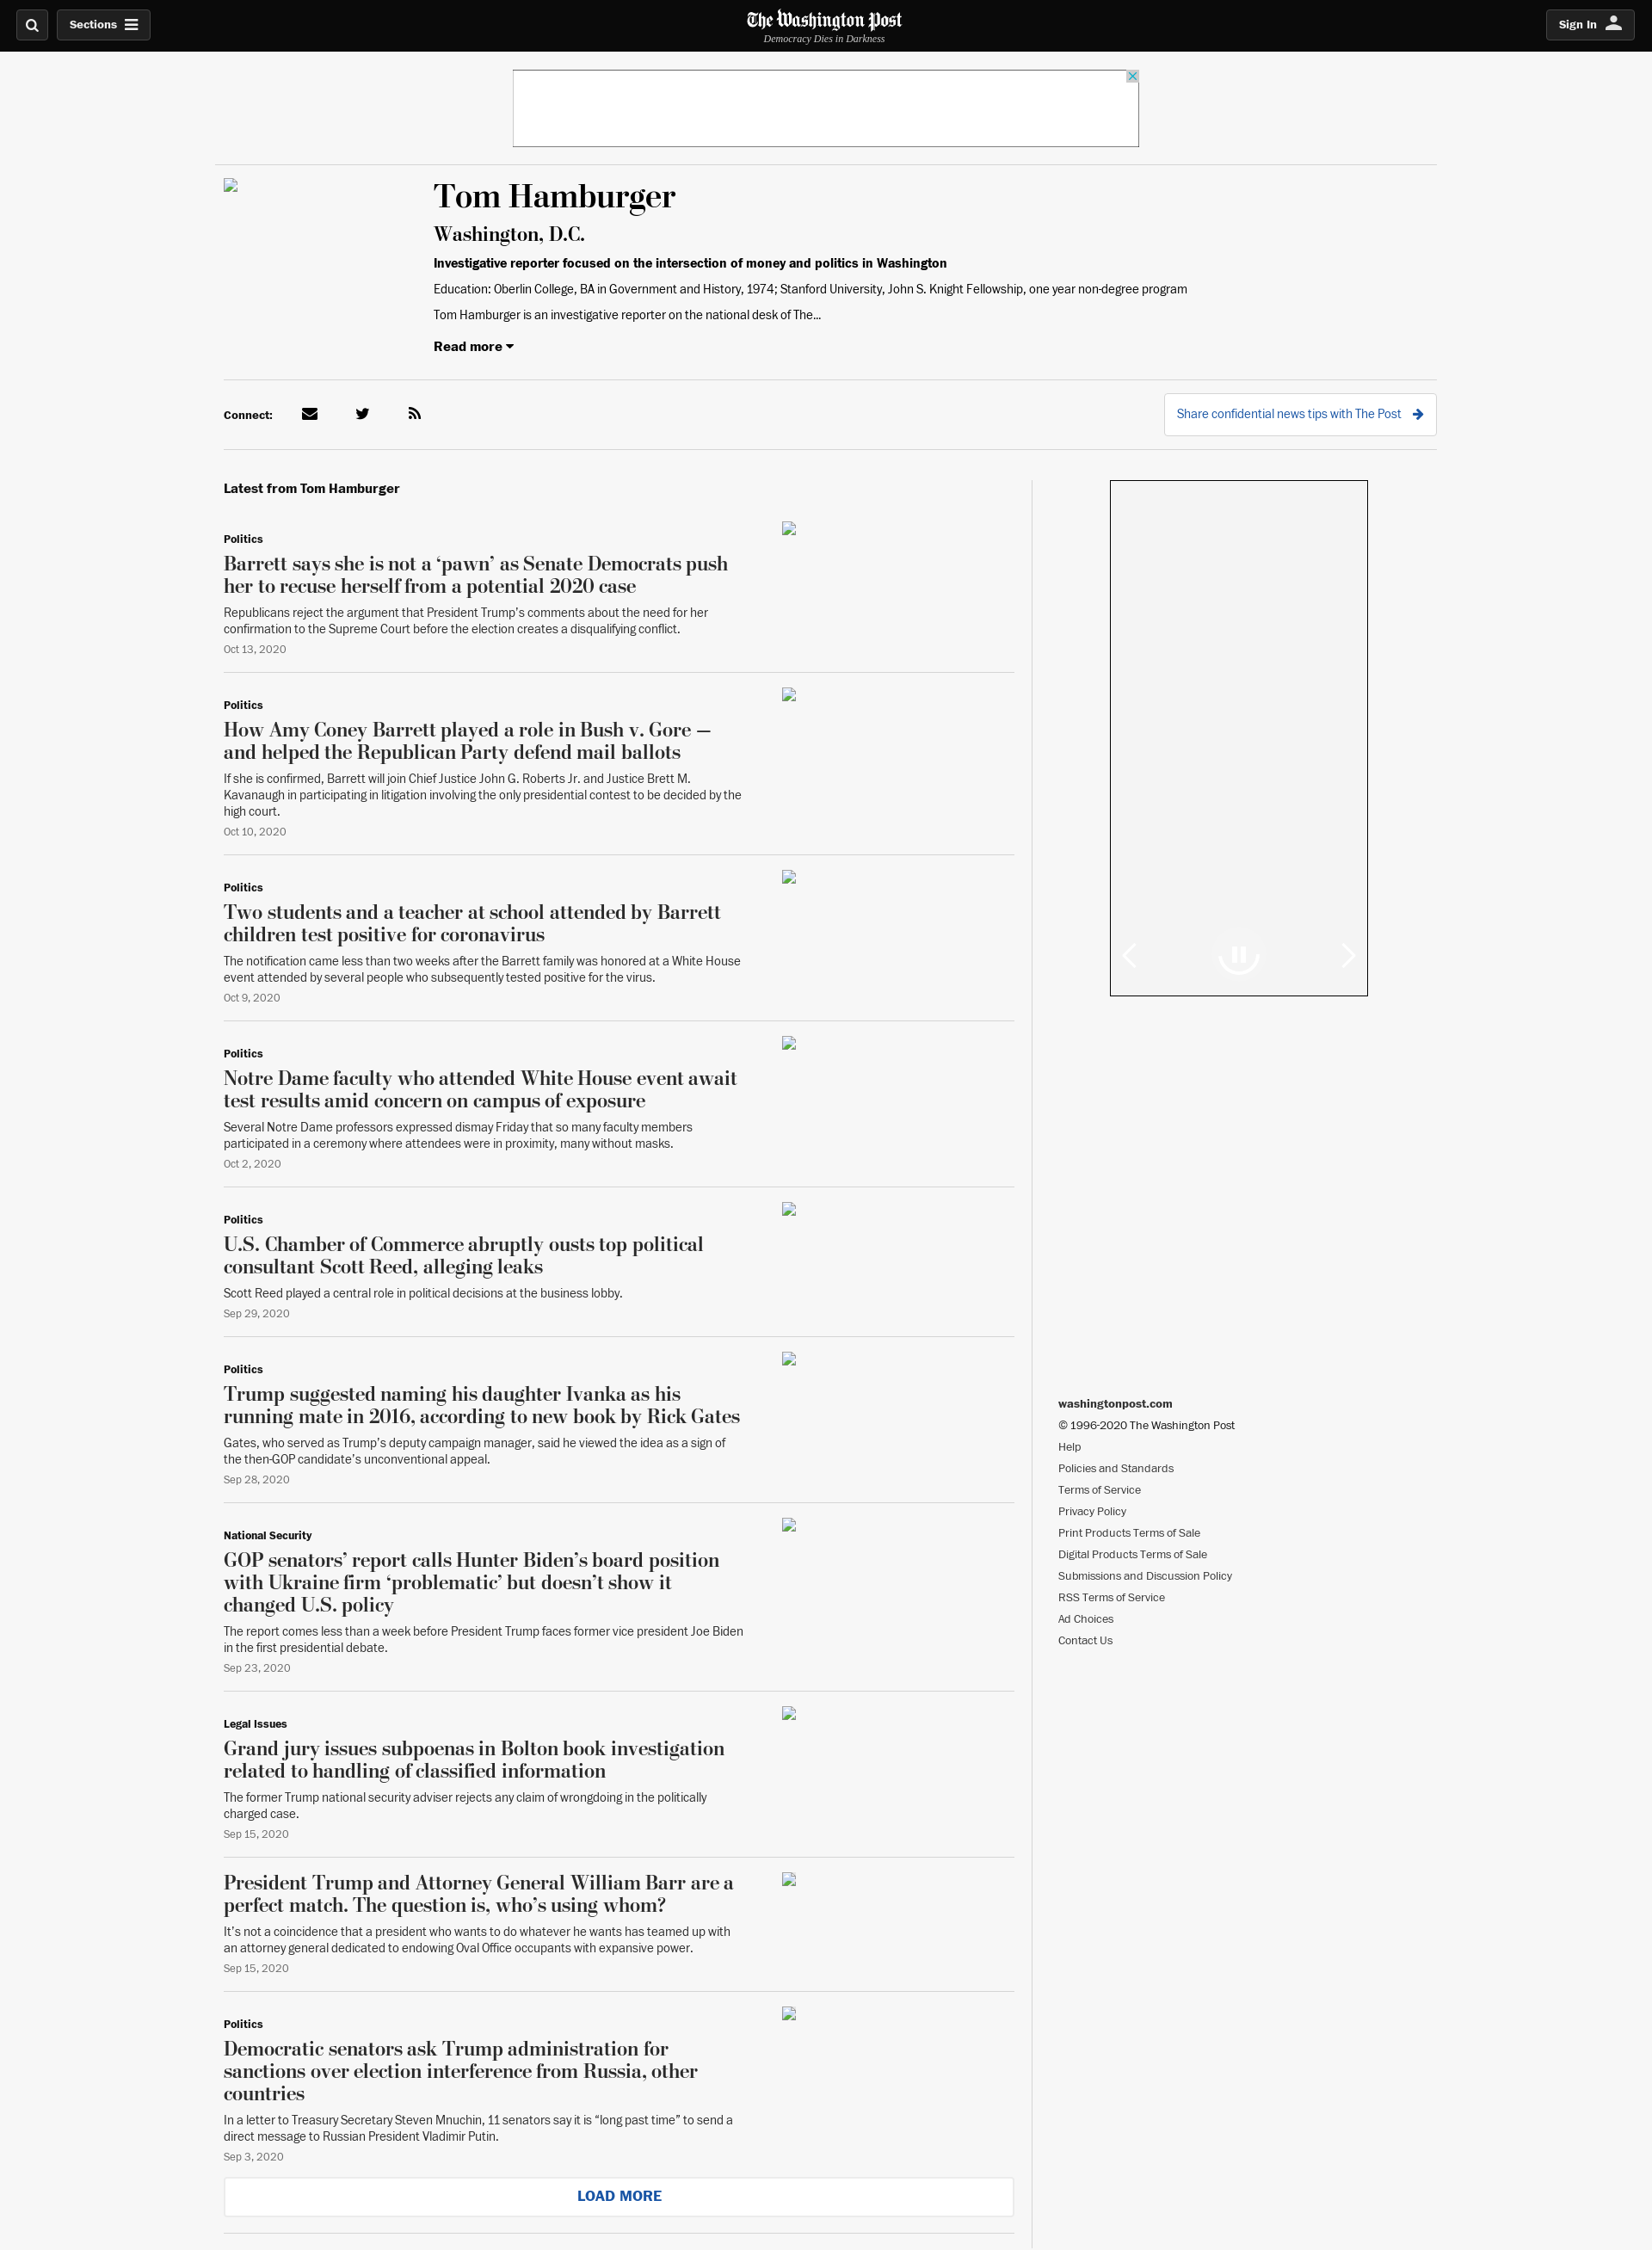 Sections
The Washington Post
Democracy Dies in Darkness
Sign In
Tom Hamburger
Washington, D.C.
Investigative reporter focused on the intersection of money and politics in Washington
Education: Oberlin College, BA in Government and History, 1974; Stanford University, John S. Knight Fellowship, one year non-degree program
Tom Hamburger is an investigative reporter on the national desk of The...
Read more
Connect:
Share confidential news tips with The Post
Latest from Tom Hamburger
Politics
Barrett says she is not a ‘pawn’ as Senate Democrats push
her to recuse herself from a potential 2020 case
Republicans reject the argument that President Trump’s comments about the need for her
confirmation to the Supreme Court before the election creates a disqualifying conflict.
Oct 13, 2020
Politics
How Amy Coney Barrett played a role in Bush v. Gore —
and helped the Republican Party defend mail ballots
If she is confirmed, Barrett will join Chief Justice John G. Roberts Jr. and Justice Brett M.
Kavanaugh in participating in litigation involving the only presidential contest to be decided by the
high court.
Oct 10, 2020
Politics
Two students and a teacher at school attended by Barrett
children test positive for coronavirus
The notification came less than two weeks after the Barrett family was honored at a White House
event attended by several people who subsequently tested positive for the virus.
Oct 9, 2020
Politics
Notre Dame faculty who attended White House event await
test results amid concern on campus of exposure
Several Notre Dame professors expressed dismay Friday that so many faculty members
participated in a ceremony where attendees were in proximity, many without masks.
Oct 2, 2020
Politics
U.S. Chamber of Commerce abruptly ousts top political
consultant Scott Reed, alleging leaks
Scott Reed played a central role in political decisions at the business lobby.
Sep 29, 2020
Politics
Trump suggested naming his daughter Ivanka as his
running mate in 2016, according to new book by Rick Gates
Gates, who served as Trump’s deputy campaign manager, said he viewed the idea as a sign of
the then-GOP candidate’s unconventional appeal.
Sep 28, 2020
National Security
GOP senators’ report calls Hunter Biden’s board position
with Ukraine firm ‘problematic’ but doesn’t show it
changed U.S. policy
The report comes less than a week before President Trump faces former vice president Joe Biden
in the first presidential debate.
Sep 23, 2020
Legal Issues
Grand jury issues subpoenas in Bolton book investigation
related to handling of classified information
The former Trump national security adviser rejects any claim of wrongdoing in the politically
charged case.
Sep 15, 2020
President Trump and Attorney General William Barr are a
perfect match. The question is, who’s using whom?
It’s not a coincidence that a president who wants to do whatever he wants has teamed up with
an attorney general dedicated to endowing Oval Office occupants with expansive power.
Sep 15, 2020
Politics
Democratic senators ask Trump administration for
sanctions over election interference from Russia, other
countries
In a letter to Treasury Secretary Steven Mnuchin, 11 senators say it is “long past time” to send a
direct message to Russian President Vladimir Putin.
Sep 3, 2020
LOAD MORE
washingtonpost.com
© 1996-2020 The Washington Post
Help
Policies and Standards
Terms of Service
Privacy Policy
Print Products Terms of Sale
Digital Products Terms of Sale
Submissions and Discussion Policy
RSS Terms of Service
Ad Choices
Contact Us